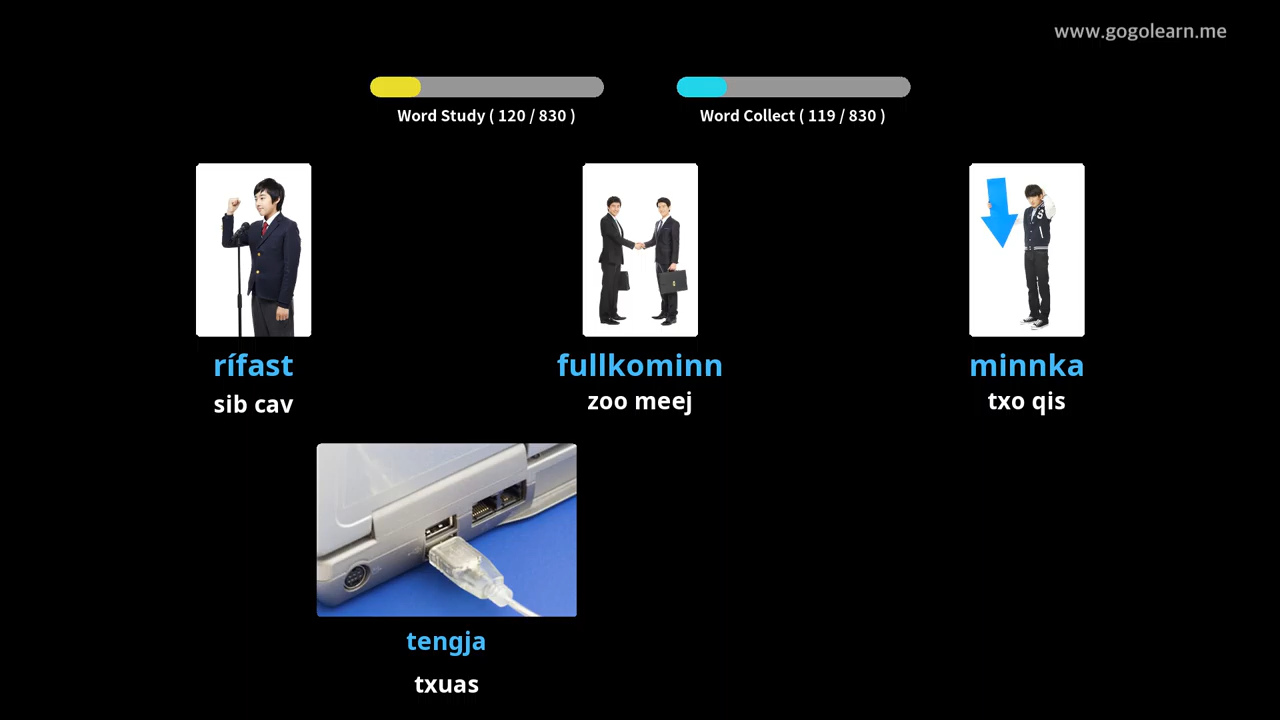 www.gogolearn.me
Word Study ( 120 / 830 )
Word Collect ( 119 / 830 )
rífast
fullkominn
minnka
sib cav
zoo meej
txo qis
tengja
txuas